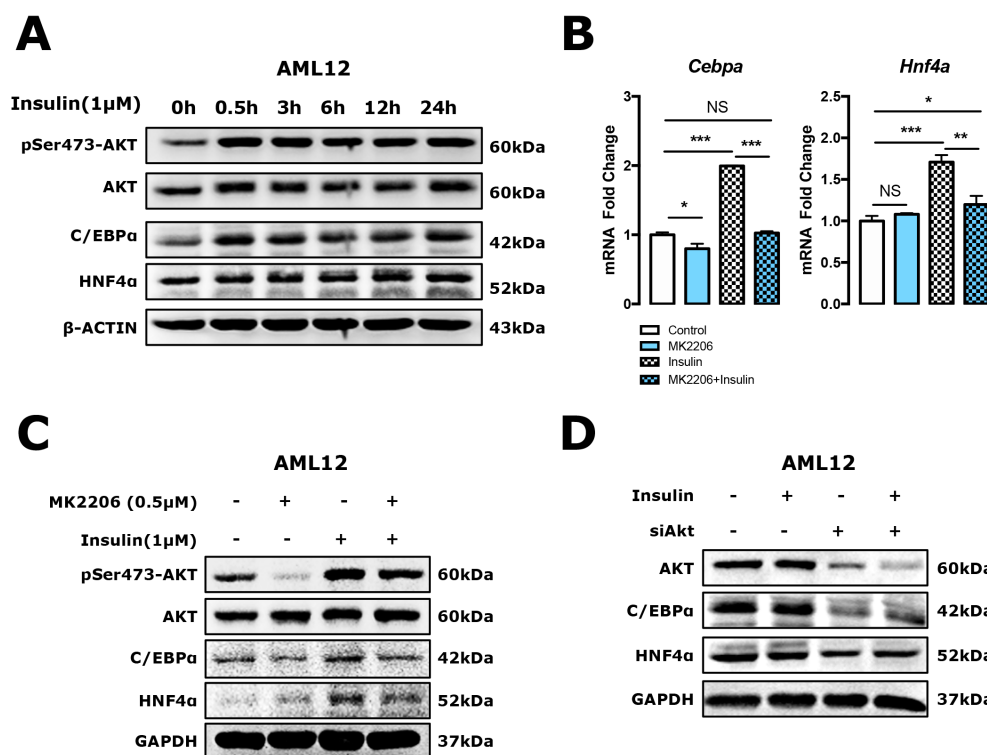 A
AML12
Insulin(1μM) 0h 0.5h 3h 6h 12h 24h
pSer473-AKT 60kDa
AKT 60kDa
C/EBPα 42kDa
HNF4α 52kDa
β-ACTIN 43kDa
B
Cebpa
mRNA Fold Change
3
2
1
0
NS
***
***
*
Hnf4a
mRNA Fold Change
2.5
2.0
1.5
1.0
0.5
0.0
*
***
**
NS
Control
MK2206
Insulin
MK2206+Insulin
C
AML12
MK2206 (0.5μM) - + - +
Insulin(1μM) - - + +
pSer473-AKT 60kDa
AKT 60kDa
C/EBPα 42kDa
HNF4α 52kDa
GAPDH 37kDa
D
AML12
Insulin - + - +
siAkt - - + +
AKT 60kDa
C/EBPα 42kDa
HNF4α 52kDa
GAPDH 37kDa